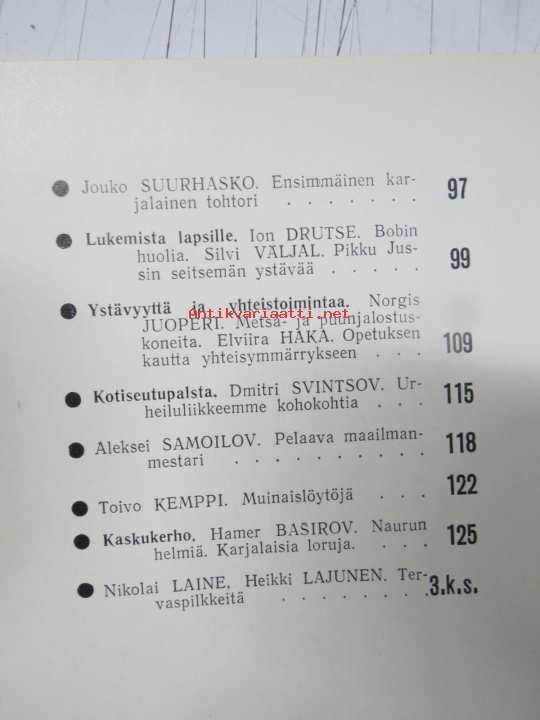 Jouko SUURHASKO. Ensimmäinen kar-
jalainen tohtori . . . . . . . 97
Lukemista lapsille. Ion DRUTSE. Bobin
huolia. Silvi VÄLJAL. Pikku Jus-
sin seitsemän ystävää . . . . . 99
Ystävyyttä ja yhteistoimintaa. Norgis
Antikvariaatti.net
JUOPERI. Metsä- ja puunjalostus-
koneita. Elviira HAKA. Opetuksen
kautta yhteisymmärrykseen . . . 109
Kotiseutupalsta. Dmitri SVINTSOV. Ur-
heiluliikkeemme kohokohtia . . . 115
Aleksei SAMOILOV. Pelaava maailman-
mestari . . . . . . . . . . 118
Toivo KEMPPI. Muinaislöytöjä . . . 122
Kaskukerho. Hamer BASIROV. Naurun
helmiä. Karjalaisia loruja. . . . 125
Nikolai LAINE, Heikki LAJUNEN. Ter-
vaspilkkeitä . . . . . . . . 3.k.s.